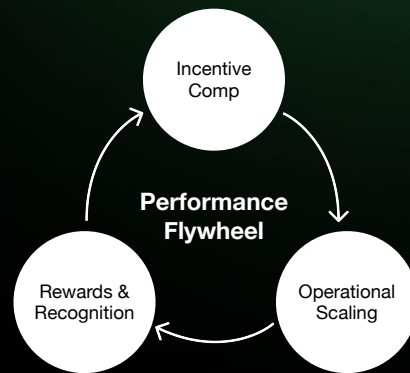 Incentive
Comp
Performance
Flywheel
Rewards &
Recognition
Operational
Scaling